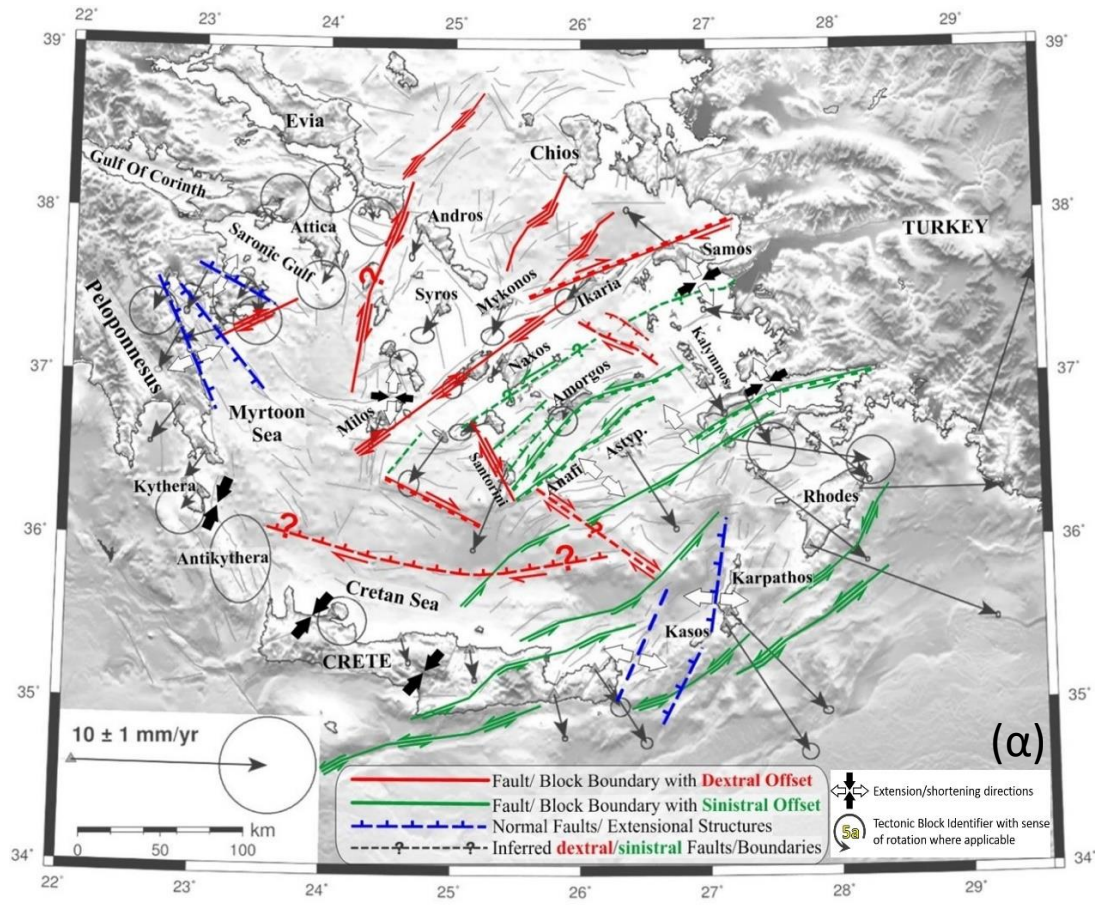 22° 23° 24° 25° 26° 27° 28° 29°
39° 39°
Evia
Chios
Gulf Of Corinth
38° 38°
Attica
Andros
Saronic Gulf
Samos
TURKEY
?
Syros
Mykonos
Ikaria
Peloponnesus
37° 37°
Naxos
?
Kalymnos
Amorgos
Milos
Myrtoon
Sea
Santorini
Anafi
Astyp.
Kythera
Rhodes
36° 36°
?
?
?
Antikythera
Karpathos
Cretan Sea
Kasos
CRETE
35° 35°
10 ± 1 mm/yr
(α)
Fault/ Block Boundary with Dextral Offset
Fault/ Block Boundary with Sinistral Offset
Normal Faults/ Extensional Structures
? ? Inferred dextral/sinistral Faults/Boundaries
Extension/shortening directions
5a Tectonic Block Identifier with sense
of rotation where applicable
km
0 50 100
34° 34°
22° 23° 24° 25° 26° 27° 28° 29°